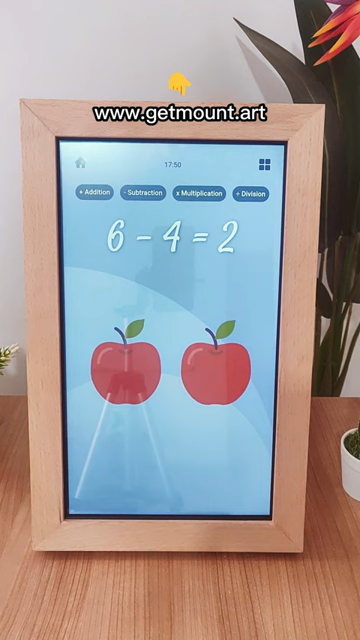 www.getmount.art
17:50
+ Addition - Subtraction x Multiplication ÷ Division
6 - 4 = 2